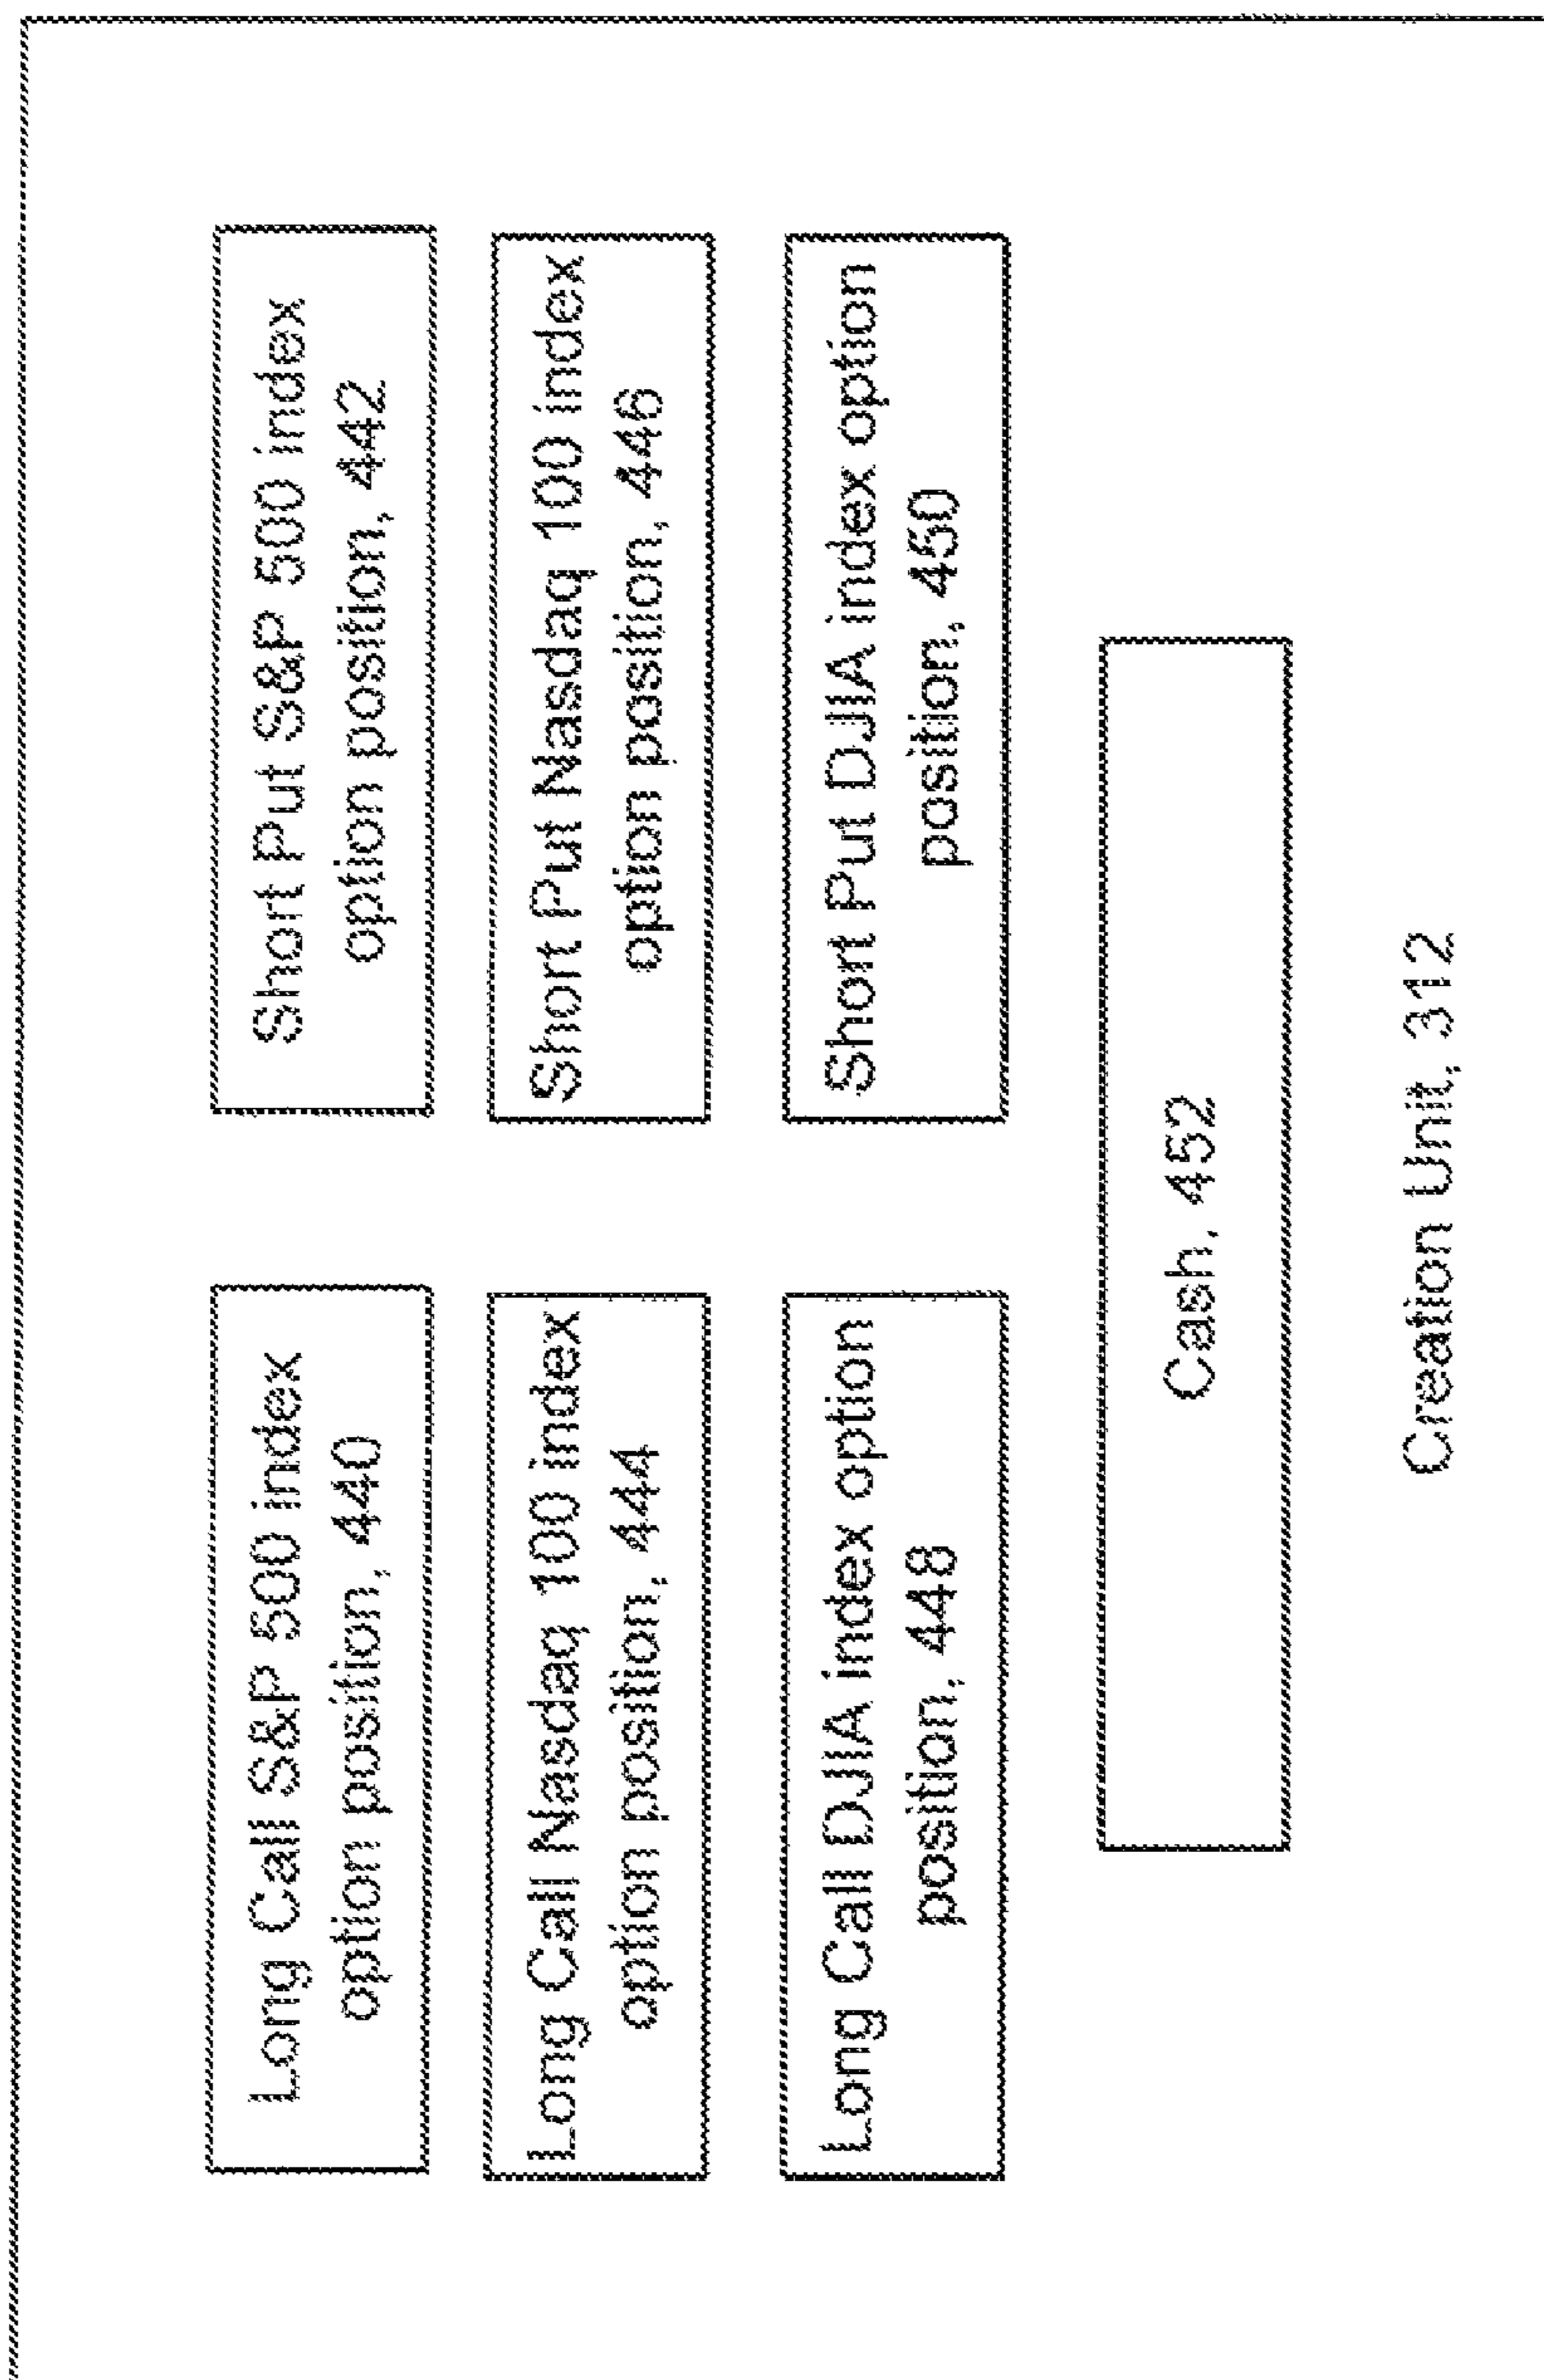 Long Call S&P 500 index
option position, 440
Short Put S&P 500 index
option position, 442
Long Call Nasdaq 100 index
option position, 444
Short Put Nasdaq 100 index
option position, 446
Long Call DJIA index option
position, 448
Short Put DJIA index option
position, 450
Cash, 452
Creation Unit, 312